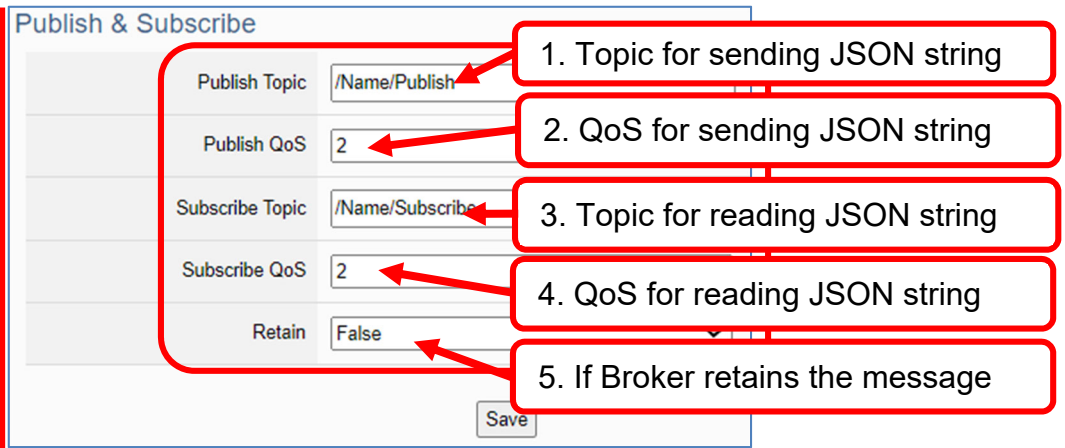 Publish & Subscribe
Publish Topic /Name/Publish
1. Topic for sending JSON string
Publish QoS 2
2. QoS for sending JSON string
Subscribe Topic /Name/Subscribe
3. Topic for reading JSON string
Subscribe QoS 2
4. QoS for reading JSON string
Retain False
5. If Broker retains the message
Save